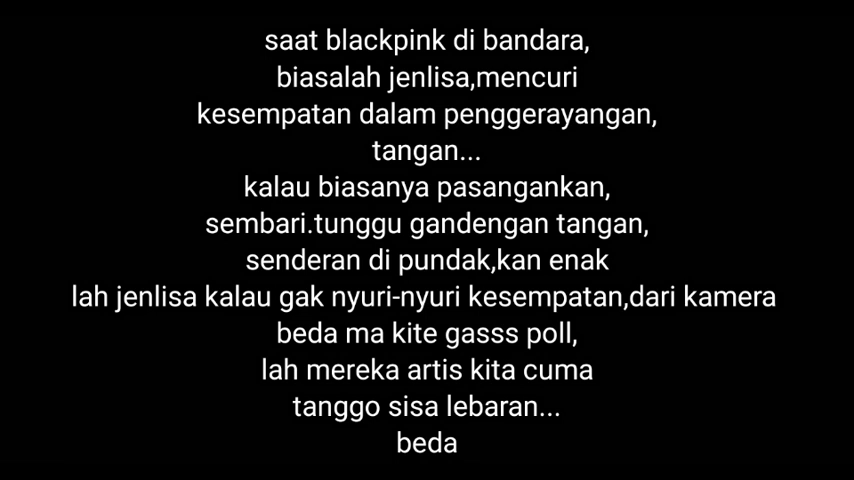 saat blackpink di bandara,
biasalah jenlisa,mencuri
kesempatan dalam penggerayangan,
tangan...
kalau biasanya pasangankan,
sembari.tunggu gandengan tangan,
senderan di pundak,kan enak
lah jenlisa kalau gak nyuri-nyuri kesempatan,dari kamera
beda ma kite gasss poll,
lah mereka artis kita cuma
tanggo sisa lebaran...
beda